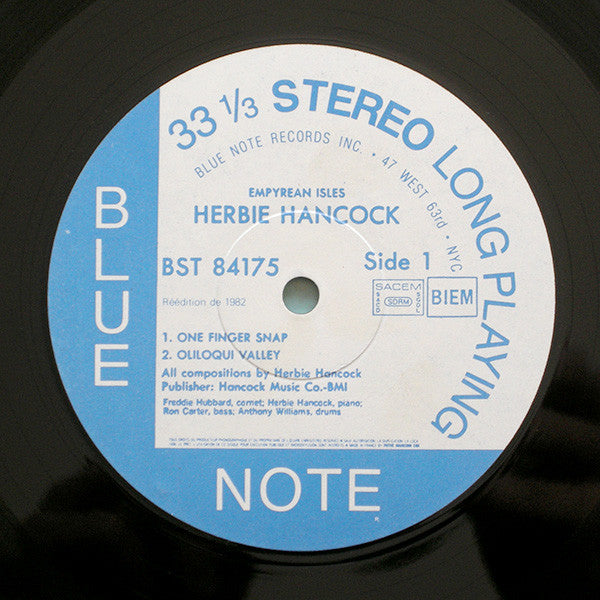 33 1/3 STEREO LONG PLAYING
BLUE NOTE RECORDS INC. • 47 WEST 63rd • NYC
EMPYREAN ISLES
HERBIE HANCOCK
BST 84175 Side 1
Réédition de 1982
SACEM
SDRM
BIEM
1. ONE FINGER SNAP
2. OLILOQUI VALLEY
All compositions by Herbie Hancock
Publisher: Hancock Music Co.-BMI
Freddie Hubbard, cornet; Herbie Hancock, piano;
Ron Carter, bass; Anthony Williams, drums
BLUE
NOTE